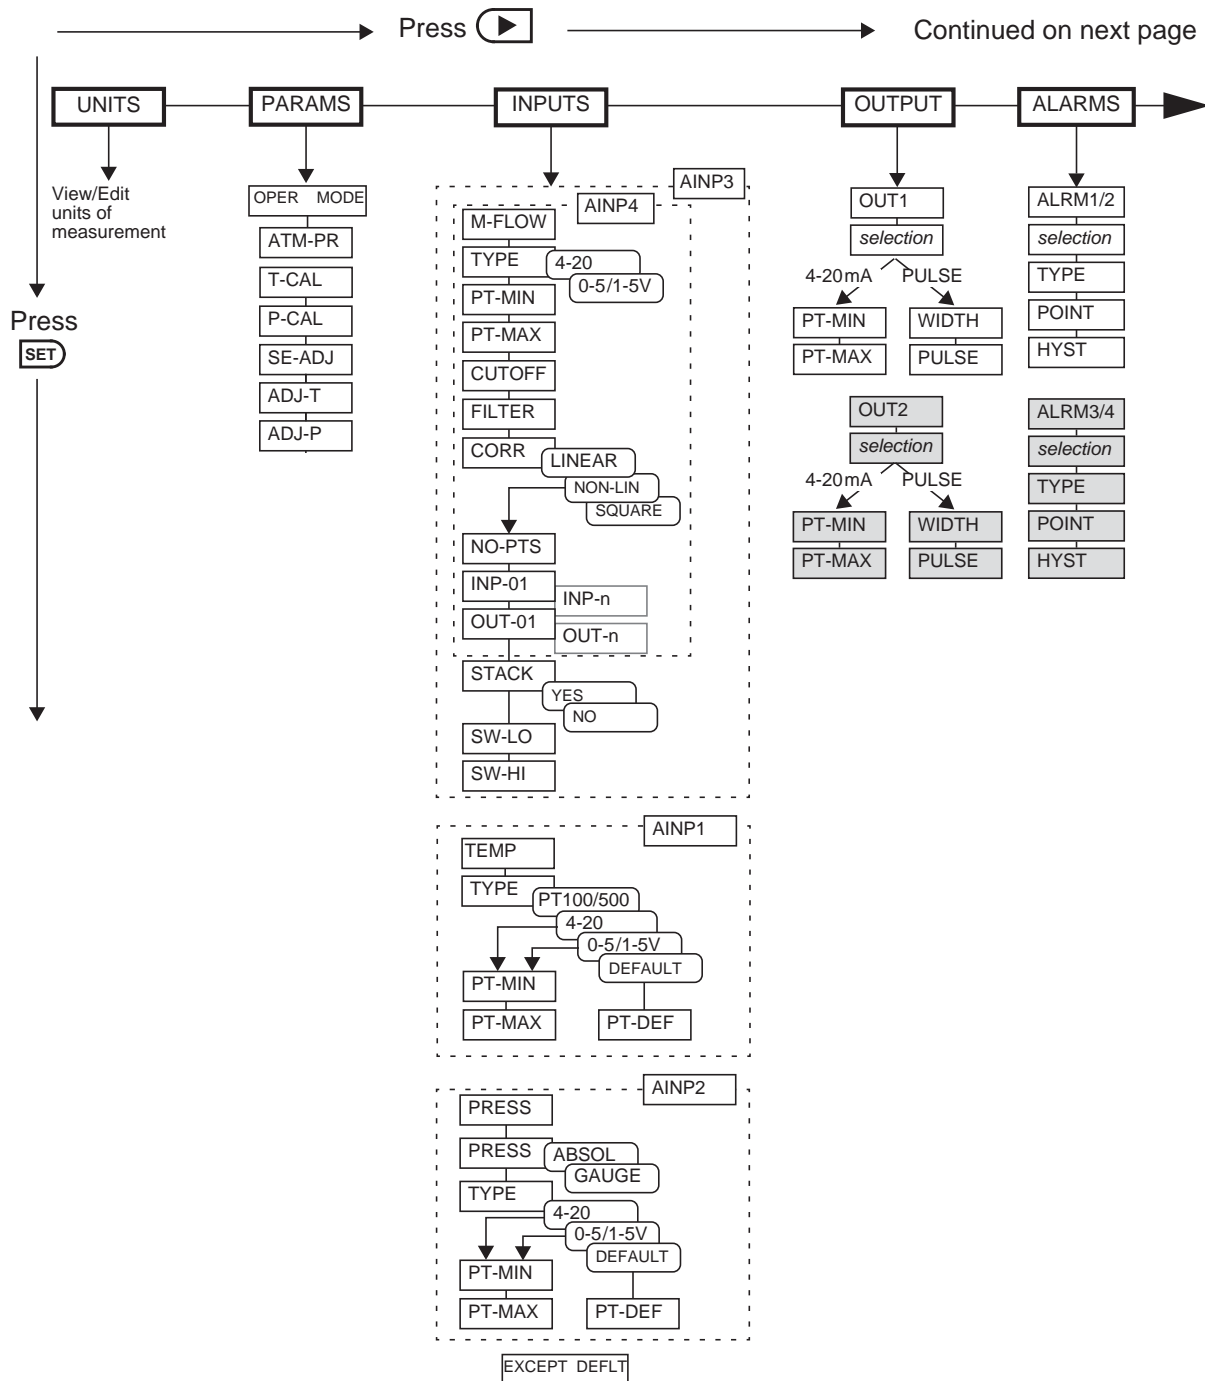 Press
Continued on next page
UNITS
PARAMS
INPUTS
OUTPUT
ALARMS
View/Edit
units of
measurement
Press
SET
OPER MODE
ATM-PR
T-CAL
P-CAL
SE-ADJ
ADJ-T
ADJ-P
AINP3
AINP4
M-FLOW
TYPE
4-20
0-5/1-5V
PT-MIN
PT-MAX
CUTOFF
FILTER
CORR
LINEAR
NON-LIN
SQUARE
NO-PTS
INP-01
INP-n
OUT-01
OUT-n
STACK
YES
NO
SW-LO
SW-HI
AINP1
TEMP
TYPE
PT100/500
4-20
0-5/1-5V
DEFAULT
PT-MIN
PT-MAX
PT-DEF
AINP2
PRESS
PRESS
ABSOL
GAUGE
TYPE
4-20
0-5/1-5V
DEFAULT
PT-MIN
PT-MAX
PT-DEF
EXCEPT DEFLT
OUT1
selection
4-20mA PULSE
PT-MIN
WIDTH
PT-MAX
PULSE
OUT2
selection
4-20mA PULSE
PT-MIN
WIDTH
PT-MAX
PULSE
ALRM1/2
selection
TYPE
POINT
HYST
ALRM3/4
selection
TYPE
POINT
HYST